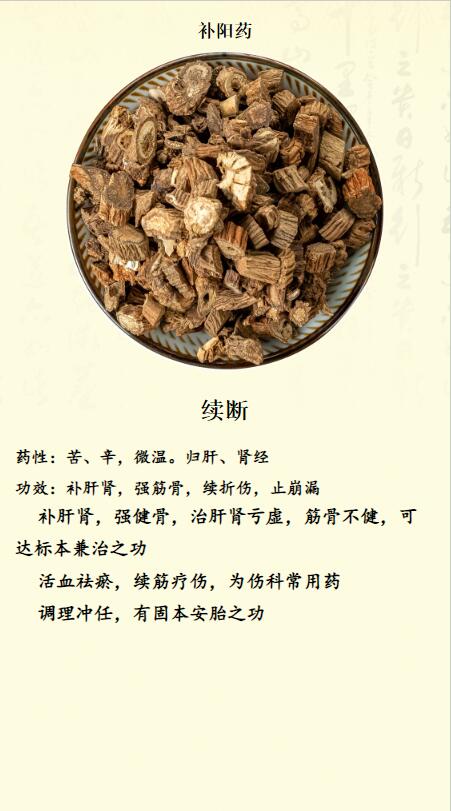 补阳药
续断
药性：苦、辛，微温。归肝、肾经
功效：补肝肾，强筋骨，续折伤，止崩漏
补肝肾，强健骨，治肝肾亏虚，筋骨不健，可
达标本兼治之功
活血祛瘀，续筋疗伤，为伤科常用药
调理冲任，有固本安胎之功